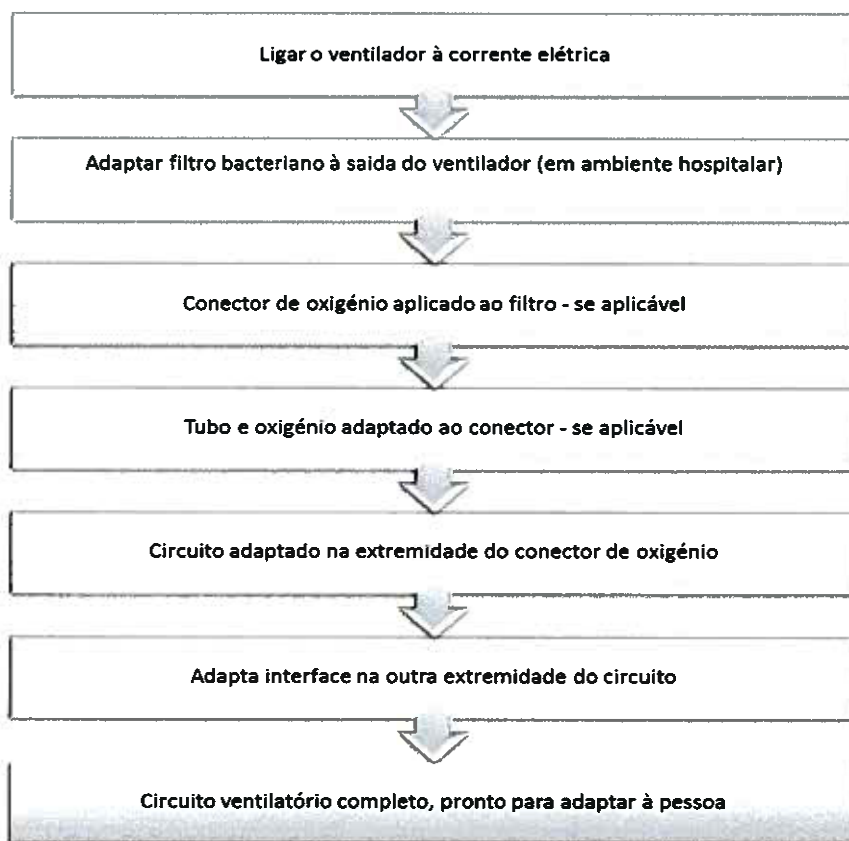 Ligar o ventilador à corrente elétrica
Adaptar filtro bacteriano à saida do ventilador (em ambiente hospitalar)
Conector de oxigénio aplicado ao filtro - se aplicável
Tubo e oxigénio adaptado ao conector - se aplicável
Circuito adaptado na extremidade do conector de oxigénio
Adapta interface na outra extremidade do circuito
Circuito ventilatório completo, pronto para adaptar à pessoa